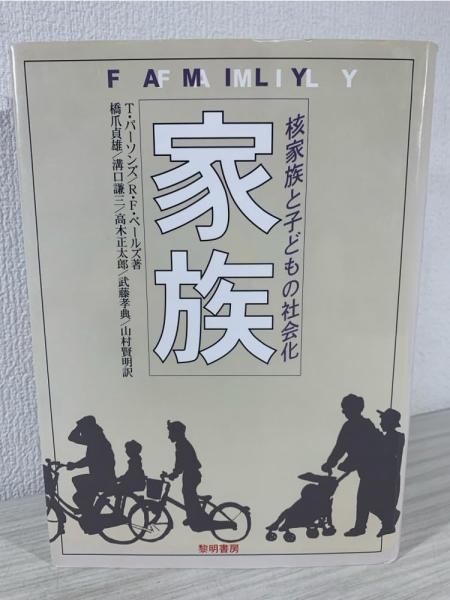 FAMILY
FAMILY
核家族と子どもの社会化
家族
T・パーソンズ/R・F・ベールズ著
橋爪貞雄/溝口謙三/高木正太郎/武藤孝典/山村賢明訳
黎明書房